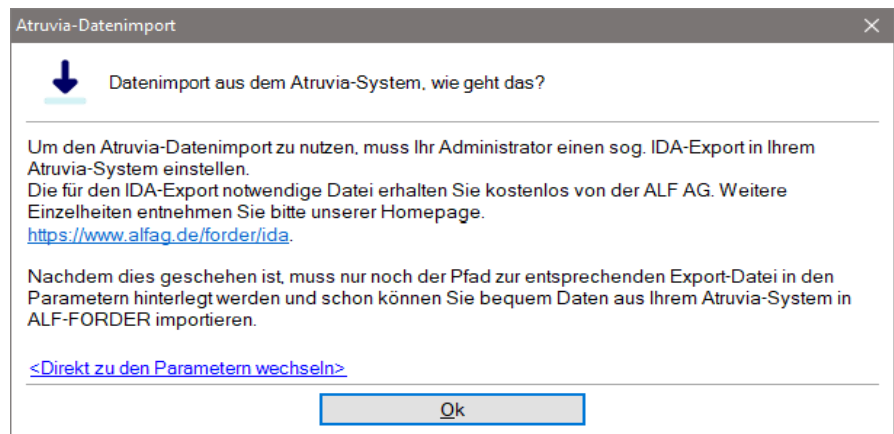 Atruvia-Datenimport
Datenimport aus dem Atruvia-System, wie geht das?
Um den Atruvia-Datenimport zu nutzen, muss Ihr Administrator einen sog. IDA-Export in Ihrem
Atruvia-System einstellen.
Die für den IDA-Export notwendige Datei erhalten Sie kostenlos von der ALF AG. Weitere
Einzelheiten entnehmen Sie bitte unserer Homepage.
https://www.alfag.de/forder/ida.
Nachdem dies geschehen ist, muss nur noch der Pfad zur entsprechenden Export-Datei in den
Parametern hinterlegt werden und schon können Sie bequem Daten aus Ihrem Atruvia-System in
ALF-FORDER importieren.
<Direkt zu den Parametern wechseln>
Ok